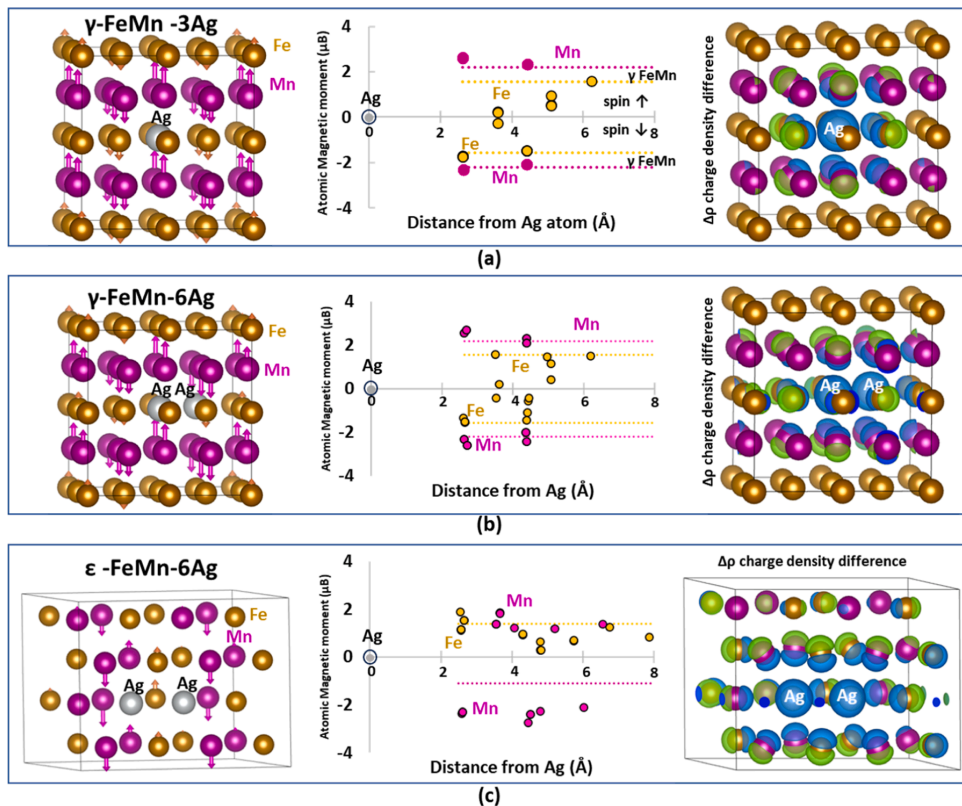 γ-FeMn -3Ag
Fe
Mn
Ag
Atomic Magnetic moment (μB)
4
2
0
-2
-4
Ag
0
2
4
6
8
Mn
γ FeMn
Fe
spin ↑
spin ↓
Fe
γ FeMn
Mn
Distance from Ag atom (Å)
Δρ charge density difference
Ag
(a)
γ-FeMn-6Ag
Fe
Mn
Ag Ag
Atomic Magnetic moment (μB)
4
2
0
-2
-4
Ag
0
2
4
6
8
Mn
Fe
Fe
Mn
Distance from Ag (Å)
Δρ charge density difference
Ag
Ag
(b)
ε -FeMn-6Ag
Fe
Mn
Ag
Ag
Atomic Magnetic moment (μB)
4
2
0
-2
-4
Ag
0
2
4
6
8
Mn
Fe
Mn
Distance from Ag (Å)
Δρ charge density difference
Ag
Ag
(c)